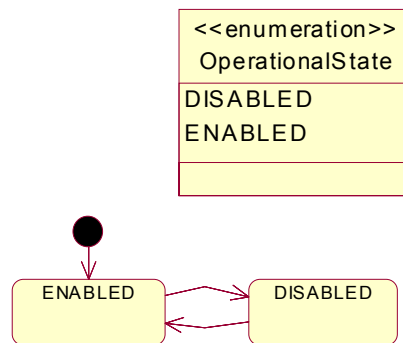 <<enumeration>>
OperationalState
DISABLED
ENABLED
ENABLED
DISABLED